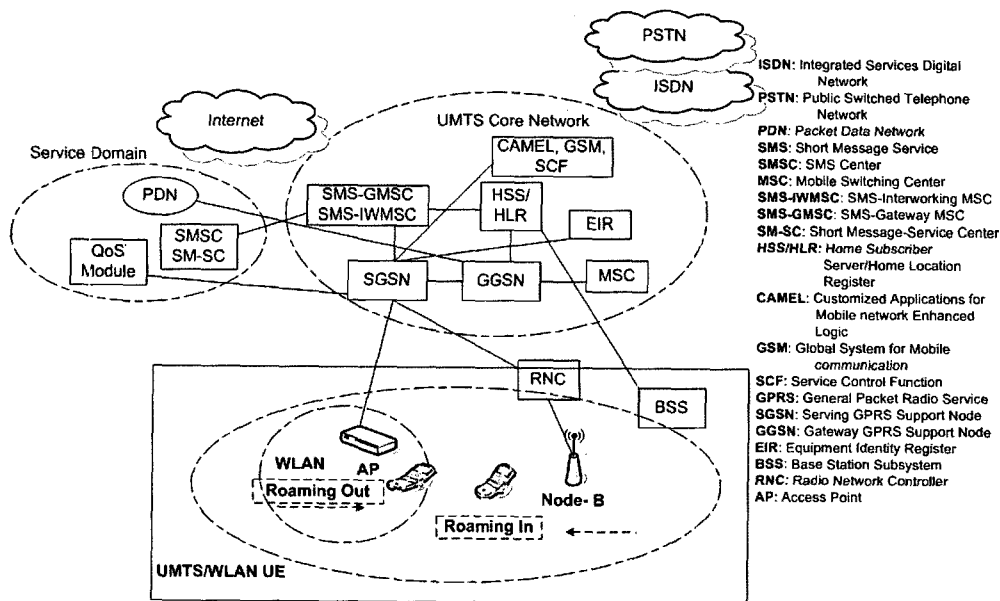 PSTN
ISDN
Internet
UMTS Core Network
Service Domain
CAMEL, GSM,
SCF
PDN
SMS-GMSC
SMS-IWMSC
HSS/
HLR
EIR
SMSC
SM-SC
QoS
Module
SGSN
GGSN
MSC
RNC
BSS
WLAN
AP
Roaming Out
Node- B
Roaming In
UMTS/WLAN UE
ISDN: Integrated Services Digital
Network
PSTN: Public Switched Telephone
Network
PDN: Packet Data Network
SMS: Short Message Service
SMSC: SMS Center
MSC: Mobile Switching Center
SMS-IWMSC: SMS-Interworking MSC
SMS-GMSC: SMS-Gateway MSC
SM-SC: Short Message-Service Center
HSS/HLR: Home Subscriber
Server/Home Location
Register
CAMEL: Customized Applications for
Mobile network Enhanced
Logic
GSM: Global System for Mobile
communication
SCF: Service Control Function
GPRS: General Packet Radio Service
SGSN: Serving GPRS Support Node
GGSN: Gateway GPRS Support Node
EIR: Equipment Identity Register
BSS: Base Station Subsystem
RNC: Radio Network Controller
AP: Access Point